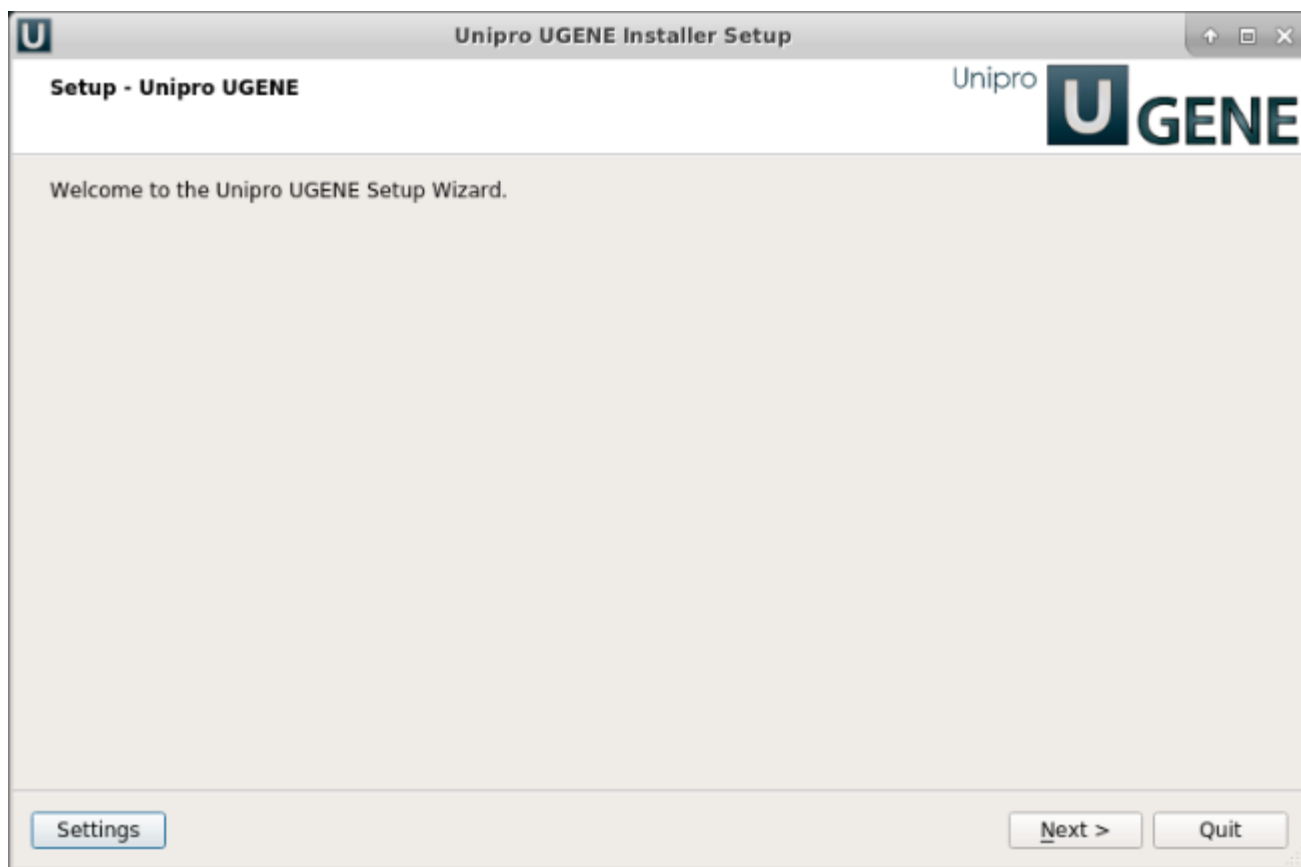 U
Unipro UGENE Installer Setup
Setup - Unipro UGENE
Unipro
U GENE
Welcome to the Unipro UGENE Setup Wizard.
Settings
Next >
Quit